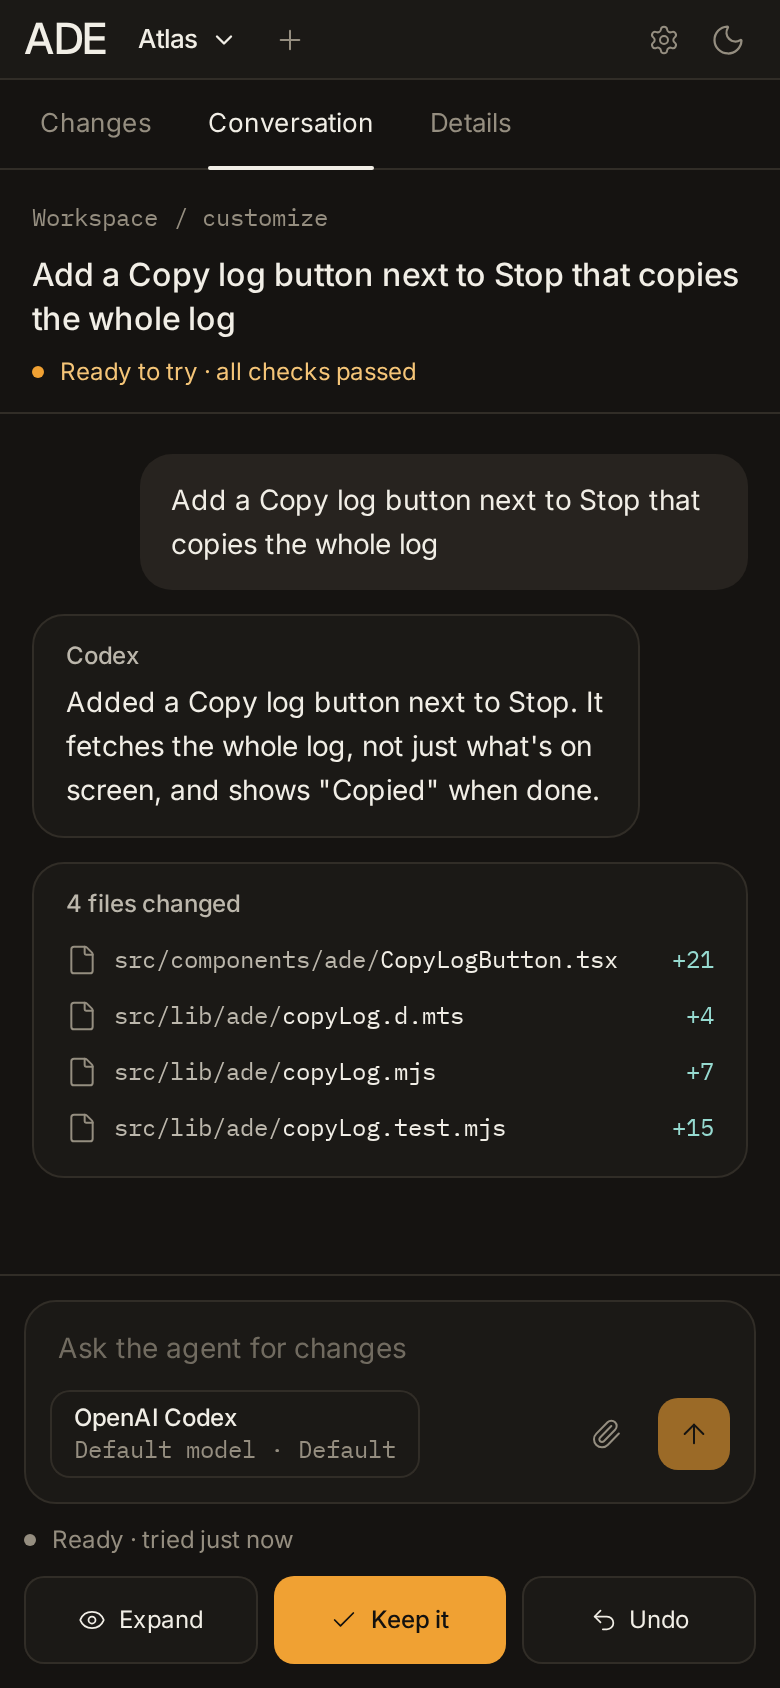 ADE Atlas
Changes Conversation Details
Workspace / customize
Add a Copy log button next to Stop that copies
the whole log
Ready to try · all checks passed
Add a Copy log button next to Stop that
copies the whole log
Codex
Added a Copy log button next to Stop. It
fetches the whole log, not just what's on
screen, and shows "Copied" when done.
4 files changed
src/components/ade/CopyLogButton.tsx +21
src/lib/ade/copyLog.d.mts +4
src/lib/ade/copyLog.mjs +7
src/lib/ade/copyLog.test.mjs +15
Ask the agent for changes
OpenAI Codex
Default model · Default
Ready · tried just now
Expand Keep it Undo